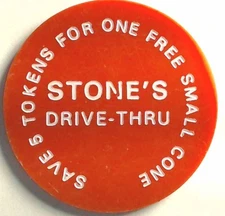 SAVE 5 TOKENS FOR ONE FREE SMALL CONE
STONE'S
DRIVE-THRU